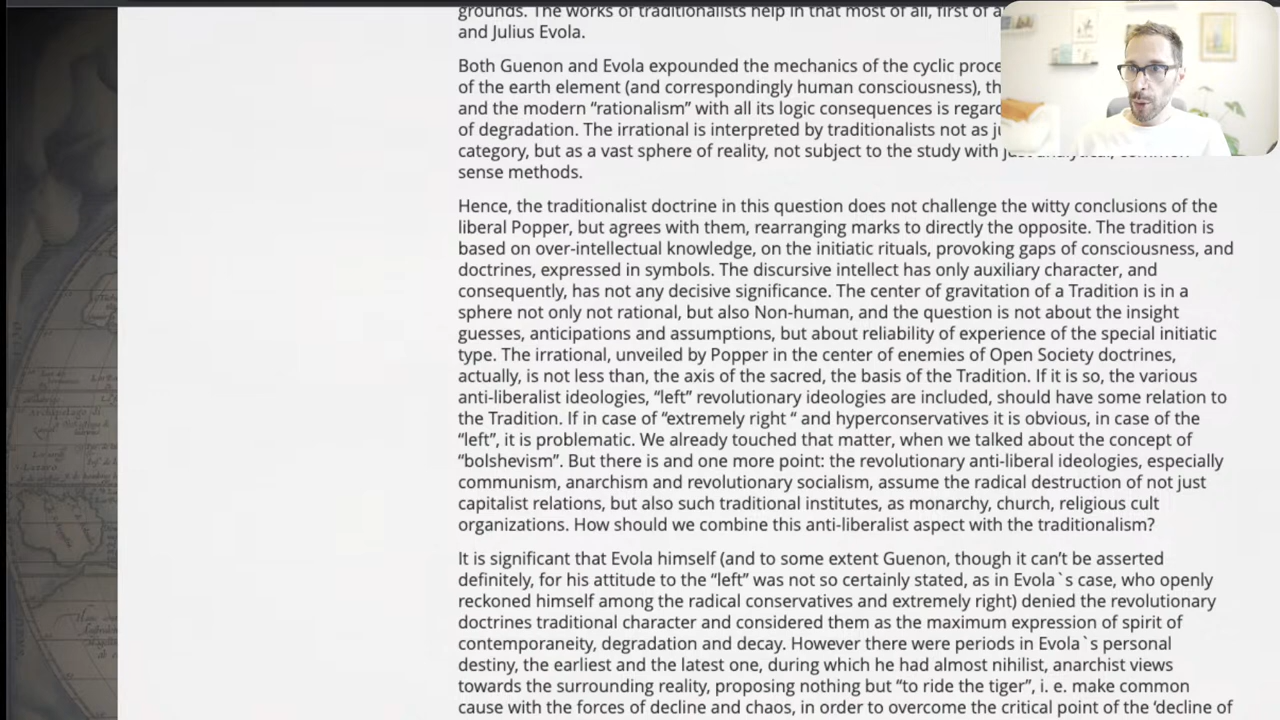 grounds. The works of traditionalists help in that most of all, first of
and Julius Evola.
Both Guenon and Evola expounded the mechanics of the cyclic
of the earth element (and correspondingly human consciousness),
and the modern “rationalism” with all its logic consequences is
of degradation. The irrational is interpreted by traditionalists not as
category, but as a vast sphere of reality, not subject to the study with just analytical, common
sense methods.
Hence, the traditionalist doctrine in this question does not challenge the witty conclusions of the
liberal Popper, but agrees with them, rearranging marks to directly the opposite. The tradition is
based on over-intellectual knowledge, on the initiatic rituals, provoking gaps of consciousness, and
doctrines, expressed in symbols. The discursive intellect has only auxiliary character, and
consequently, has not any decisive significance. The center of gravitation of a Tradition is in a
sphere not only not rational, but also Non-human, and the question is not about the insight
guesses, anticipations and assumptions, but about reliability of experience of the special initiatic
type. The irrational, unveiled by Popper in the center of enemies of Open Society doctrines,
actually, is not less than, the axis of the sacred, the basis of the Tradition. If it is so, the various
anti-liberalist ideologies, “left” revolutionary ideologies are included, should have some relation to
the Tradition. If in case of “extremely right “ and hyperconservatives it is obvious, in case of the
“left”, it is problematic. We already touched that matter, when we talked about the concept of
“bolshevism”. But there is and one more point: the revolutionary anti-liberal ideologies, especially
communism, anarchism and revolutionary socialism, assume the radical destruction of not just
capitalist relations, but also such traditional institutes, as monarchy, church, religious cult
organizations. How should we combine this anti-liberalist aspect with the traditionalism?
It is significant that Evola himself (and to some extent Guenon, though it can’t be asserted
definitely, for his attitude to the “left” was not so certainly stated, as in Evola`s case, who openly
reckoned himself among the radical conservatives and extremely right) denied the revolutionary
doctrines traditional character and considered them as the maximum expression of spirit of
contemporaneity, degradation and decay. However there were periods in Evola`s personal
destiny, the earliest and the latest one, during which he had almost nihilist, anarchist views
towards the surrounding reality, proposing nothing but “to ride the tiger”, i. e. make common
cause with the forces of decline and chaos, in order to overcome the critical point of the ‘decline of